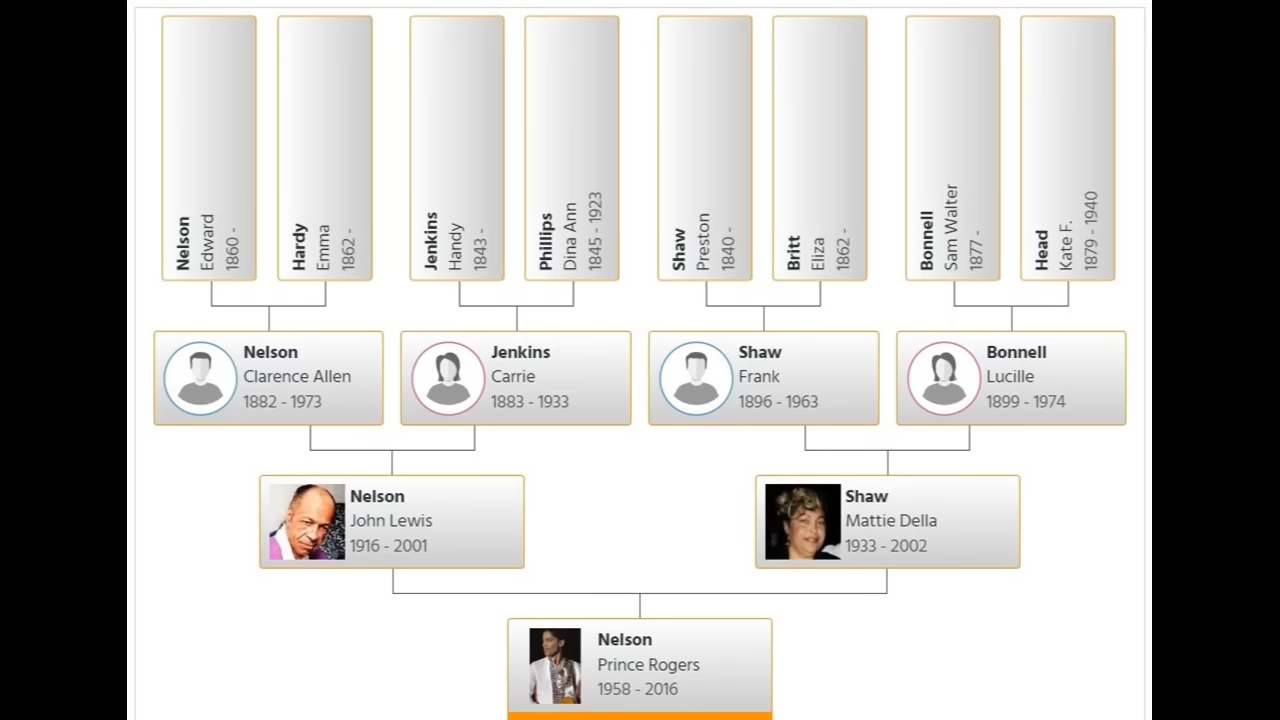 Nelson
Edward
1860 -
Hardy
Emma
1862 -
Jenkins
Handy
1843 -
Phillips
Dina Ann
1845 - 1923
Shaw
Preston
1840 -
Britt
Eliza
1862 -
Bonnell
Sam Walter
1877 -
Head
Kate F.
1879 - 1940
Nelson
Clarence Allen
1882 - 1973
Jenkins
Carrie
1883 - 1933
Shaw
Frank
1896 - 1963
Bonnell
Lucille
1899 - 1974
Nelson
John Lewis
1916 - 2001
Shaw
Mattie Della
1933 - 2002
Nelson
Prince Rogers
1958 - 2016